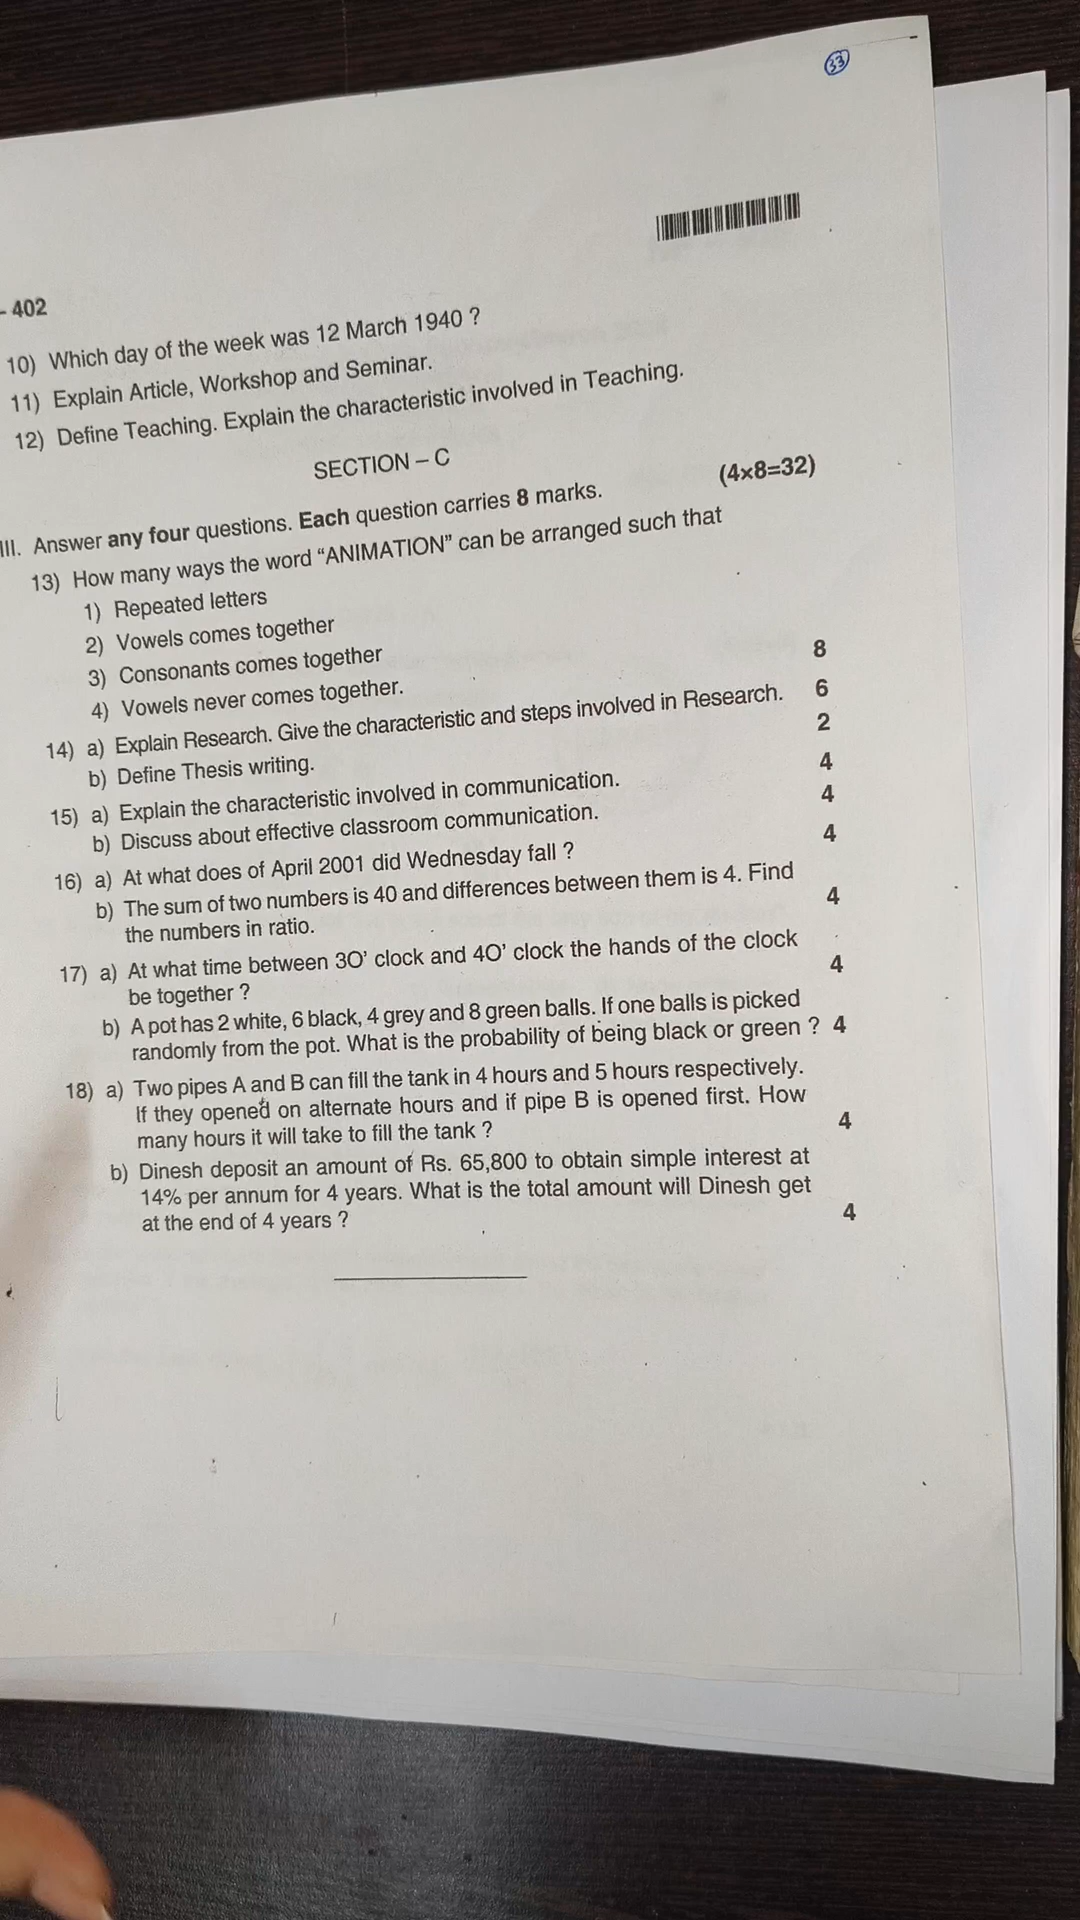 33
- 402
10) Which day of the week was 12 March 1940 ?
11) Explain Article, Workshop and Seminar.
12) Define Teaching. Explain the characteristic involved in Teaching.
SECTION – C
III. Answer any four questions. Each question carries 8 marks. (4×8=32)
13) How many ways the word “ANIMATION” can be arranged such that
1) Repeated letters
2) Vowels comes together
3) Consonants comes together
4) Vowels never comes together. 8
14) a) Explain Research. Give the characteristic and steps involved in Research. 6
b) Define Thesis writing. 2
15) a) Explain the characteristic involved in communication. 4
b) Discuss about effective classroom communication. 4
16) a) At what does of April 2001 did Wednesday fall ? 4
b) The sum of two numbers is 40 and differences between them is 4. Find
the numbers in ratio. 4
17) a) At what time between 3O’ clock and 4O’ clock the hands of the clock
be together ? 4
b) A pot has 2 white, 6 black, 4 grey and 8 green balls. If one balls is picked
randomly from the pot. What is the probability of being black or green ? 4
18) a) Two pipes A and B can fill the tank in 4 hours and 5 hours respectively.
If they opened on alternate hours and if pipe B is opened first. How
many hours it will take to fill the tank ? 4
b) Dinesh deposit an amount of Rs. 65,800 to obtain simple interest at
14% per annum for 4 years. What is the total amount will Dinesh get
at the end of 4 years ? 4